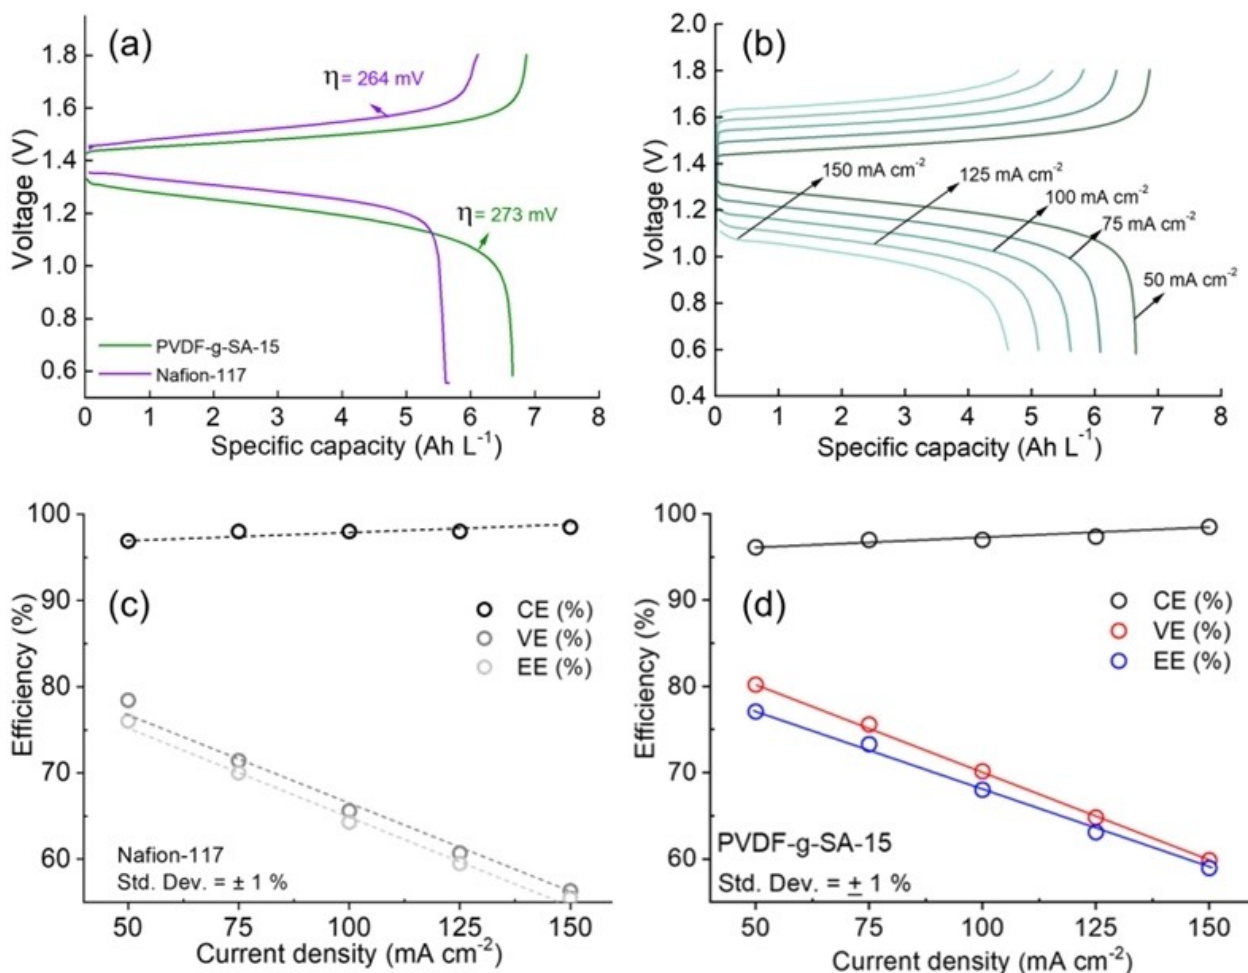 (a)
η= 264 mV
η= 273 mV
PVDF-g-SA-15
Nafion-117
Voltage (V)
1.8
1.6
1.4
1.2
1.0
0.8
0.6
0 1 2 3 4 5 6 7 8
Specific capacity (Ah L⁻¹)
(b)
150 mA cm⁻²
125 mA cm⁻²
100 mA cm⁻²
75 mA cm⁻²
50 mA cm⁻²
Voltage (V)
2.0
1.8
1.6
1.4
1.2
1.0
0.8
0.6
0.4
0 1 2 3 4 5 6 7 8
Specific capacity (Ah L⁻¹)
(c)
CE (%)
VE (%)
EE (%)
Nafion-117
Std. Dev. = ± 1 %
Efficiency (%)
100
90
80
70
60
50 75 100 125 150
Current density (mA cm⁻²)
(d)
CE (%)
VE (%)
EE (%)
PVDF-g-SA-15
Std. Dev. = ± 1 %
Efficiency (%)
100
90
80
70
60
50 75 100 125 150
Current density (mA cm⁻²)